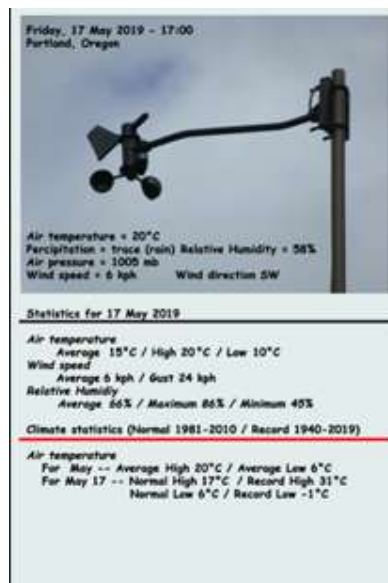 Friday, 17 May 2019 - 17:00
Portland, Oregon
Air temperature = 20°C
Percipitation = trace (rain) Relative Humidity = 58%
Air pressure = 1005 mb
Wind speed = 6 kph Wind direction SW
Statistics for 17 May 2019
Air temperature
Average 15°C / High 20°C / Low 10°C
Wind speed
Average 6 kph / Gust 24 kph
Relative Humidiy
Average 66% / Maximum 86% / Minimum 45%
Climate statistics (Normal 1981-2010 / Record 1940-2019)
Air temperature
For May -- Average High 20°C / Average Low 6°C
For May 17 -- Normal High 17°C / Record High 31°C
Normal Low 6°C / Record Low -1°C